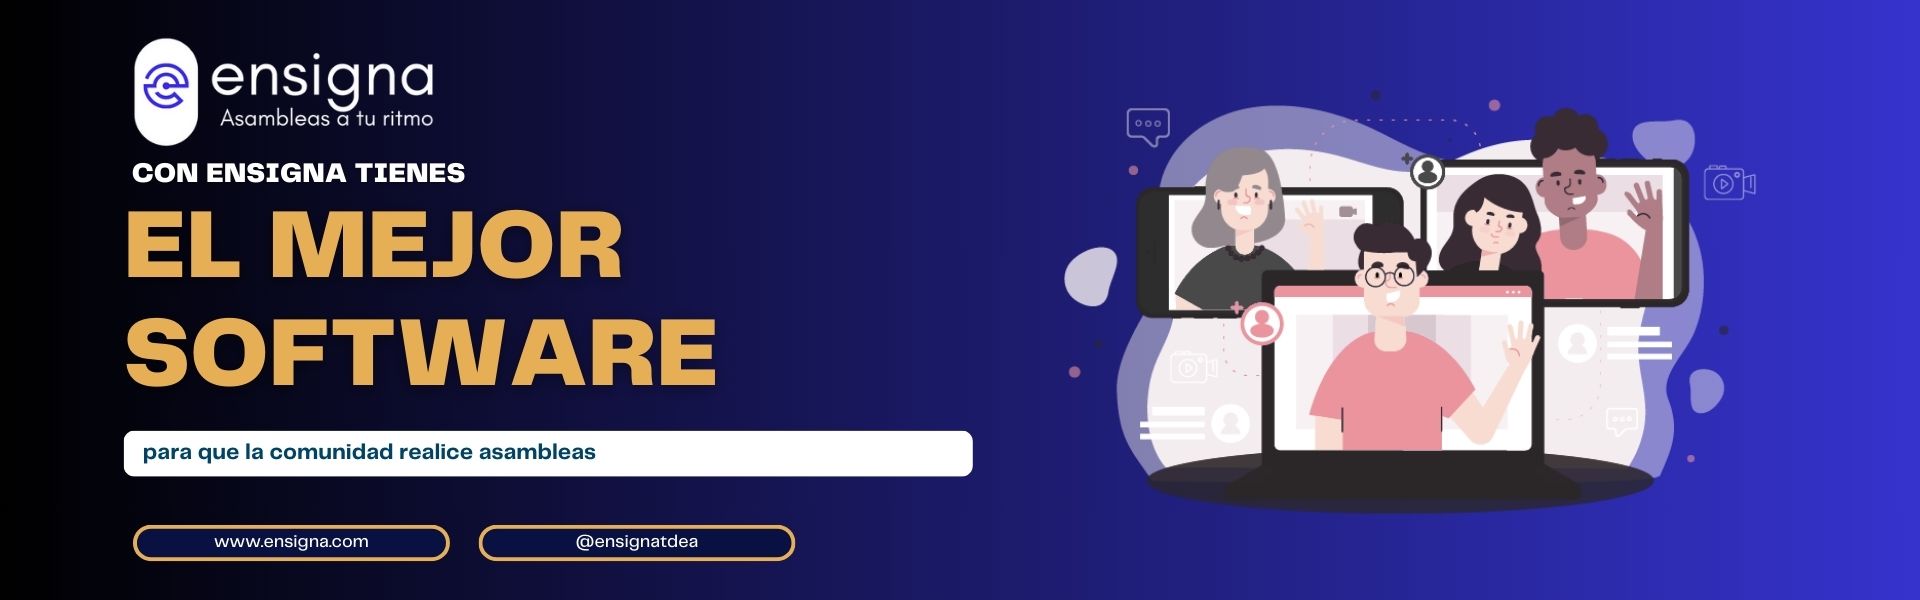 ensigna
Asambleas a tu ritmo
CON ENSIGNA TIENES
EL MEJOR
SOFTWARE
para que la comunidad realice asambleas
www.ensigna.com
@ensignatdea